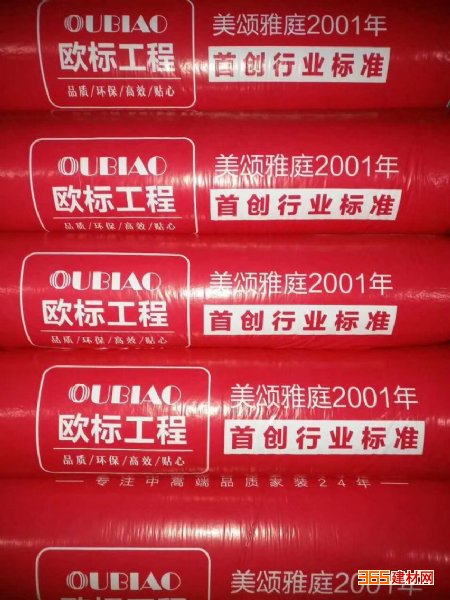 OUBIAO
欧标工程
品质/环保/高效/贴心
美颂雅庭2001年
首创行业标准
OUBIAO
欧标工程
品质/环保/高效/贴心
美颂雅庭2001年
首创行业标准
OUBIAO
欧标工程
品质/环保/高效/贴心
美颂雅庭2001年
首创行业标准
OUBIAO
欧标工程
品质/环保/高效/贴心
美颂雅庭2001年
首创行业标准
专注中高端品质家装24年
OUBIAO
美颂雅庭2001年
365建材网